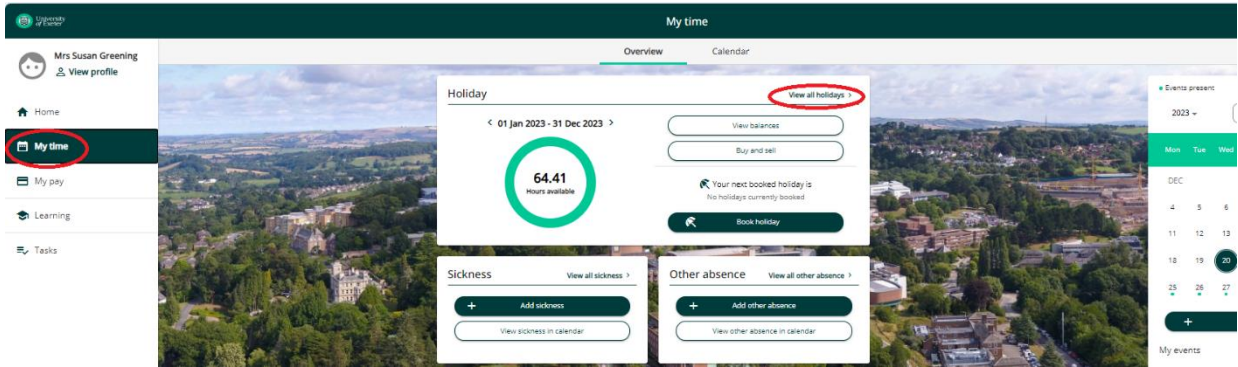 University of Exeter
My time
Mrs Susan Greening
View profile
Home
My time
My pay
Learning
Tasks
Overview
Calendar
Holiday
View all holidays >
< 01 Jan 2023 - 31 Dec 2023 >
64.41
Hours available
View balances
Buy and sell
Your next booked holiday is
No holidays currently booked
Book holiday
Sickness
View all sickness >
+ Add sickness
View sickness in calendar
Other absence
View all other absence >
+ Add other absence
View other absence in calendar
Events present
2023
Mon Tue Wed
DEC
4 5 6
11 12 13
18 19 20
25 26 27
+
My events